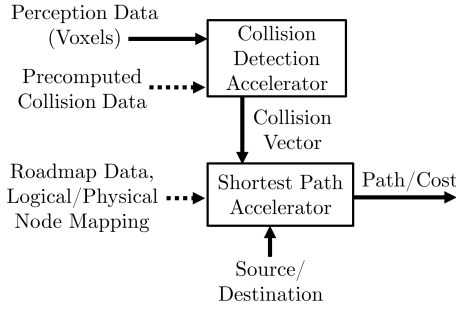 Perception Data
(Voxels)
Collision
Detection
Accelerator
Precomputed
Collision Data
Collision
Vector
Roadmap Data,
Logical/Physical
Node Mapping
Shortest Path
Accelerator
Path/Cost
Source/
Destination